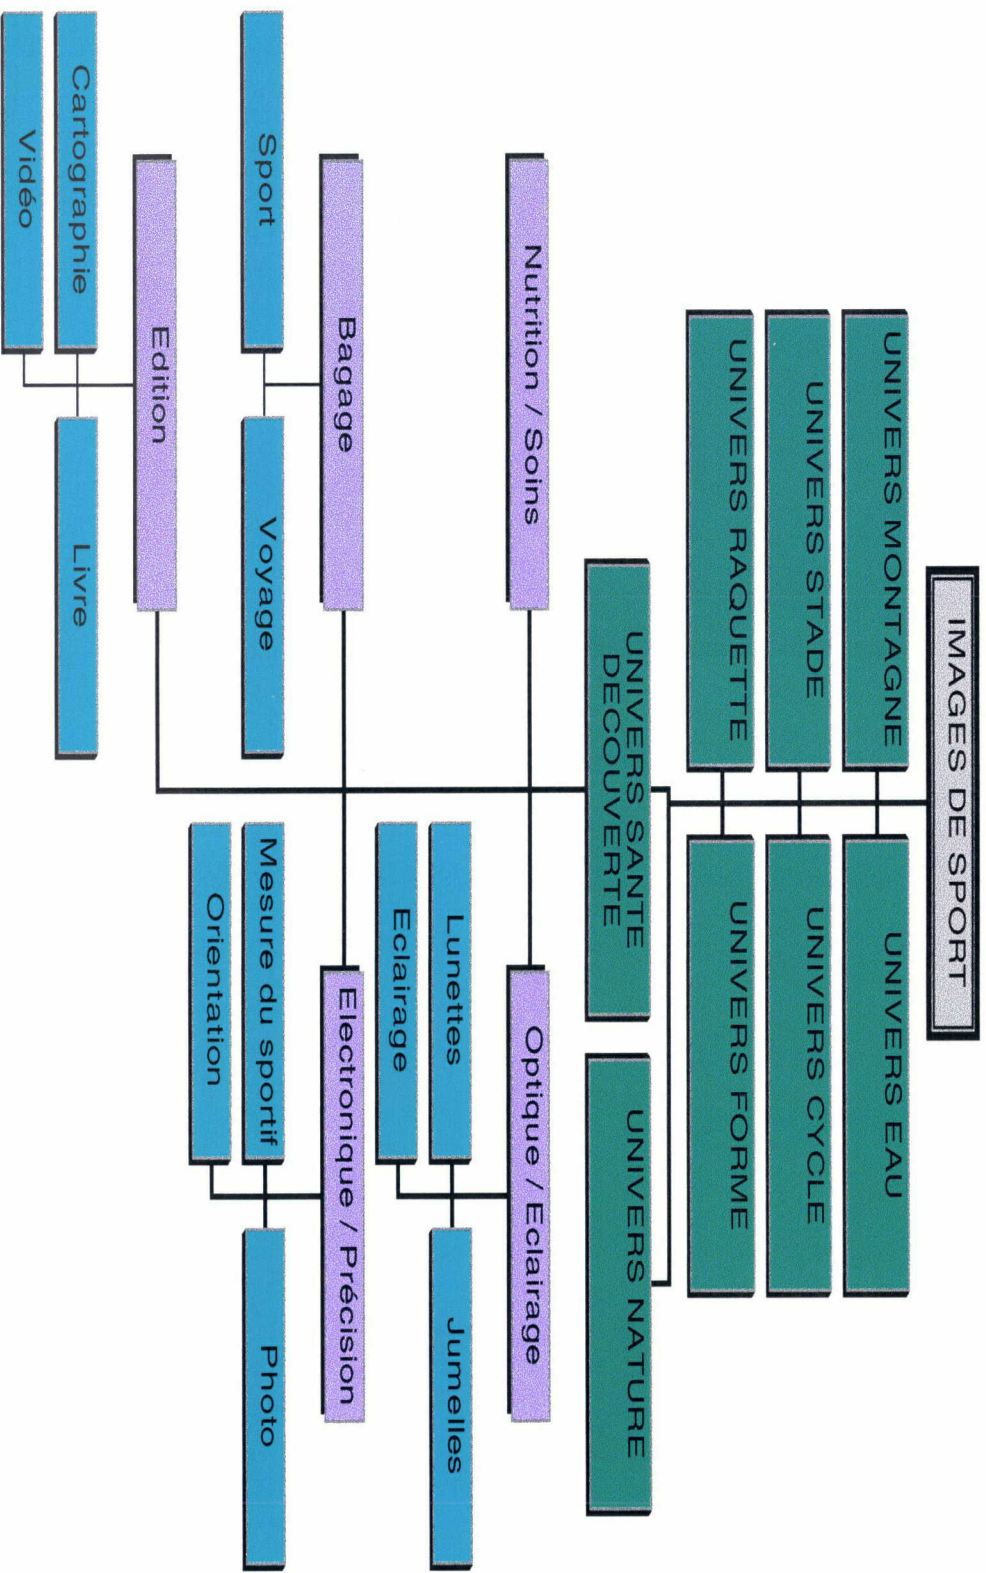 IMAGES DE SPORT
UNIVERS MONTAGNE
UNIVERS EAU
UNIVERS STADE
UNIVERS CYCLE
UNIVERS RAQUETTE
UNIVERS FORME
UNIVERS SANTE
DECOUVERTE
UNIVERS NATURE
Nutrition / Soins
Optique / Eclairage
Lunettes
Jumelles
Eclairage
Bagage
Electronique / Précision
Sport
Voyage
Mesure du sportif
Photo
Orientation
Edition
Cartographie
Livre
Vidéo